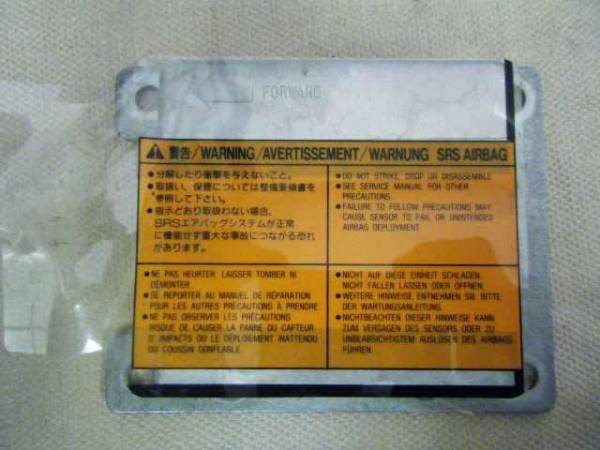 FORWARD
警告/WARNING/AVERTISSEMENT/WARNUNG SRS AIRBAG
●分解したり衝撃を与えないこと。
●取扱い、保管については整備要領書を
参照して下さい。
●指示どおり取扱わない場合、
SRSエアバッグシステムが正常
に機能せず重大な事故につながる恐れ
があります。
●DO NOT STRIKE, DROP OR DISASSEMBLE
●SEE SERVICE MANUAL FOR OTHER
PRECAUTIONS.
●FAILURE TO FOLLOW PRECAUTIONS MAY
CAUSE SENSOR TO FAIL OR UNINTENDED
AIRBAG DEPLOYMENT
●NE PAS HEURTER, LAISSER TOMBER NI
DEMONTER.
●SE REPORTER AU MANUEL DE REPARATION
POUR LES AUTRES PRECAUTIONS À PRENDRE
●NE PAS OBSERVER LES PRÉCAUTIONS
RISQUE DE CAUSER LA PANNE DU CAPTEUR
D'IMPACTS OU LE DÉPLOIEMENT INATTENDU
DU COUSSIN GONFLABLE.
●NICHT AUF DIESE EINHEIT SCHLAGEN,
NICHT FALLEN LASSEN ODER ÖFFNEN.
●WEITERE HINWEISE ENTNEHMEN SIE BITTE
DER WARTUNGSANLEITUNG.
●NICHTBEACHTEN DIESER HINWEISE KANN
ZUM VERSAGEN DES SENSORS ODER ZU
UNBEABSICHTIGTEM AUSLÖSEN DES AIRBAGS
FÜHREN.